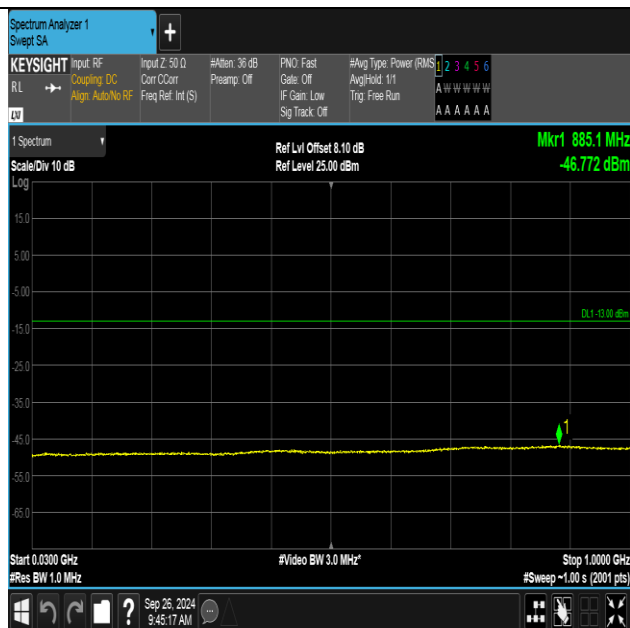 Spectrum Analyzer 1
Swept SA
+
KEYSIGHT
RL
LXI
Input: RF
Coupling: DC
Align: Auto/No RF
Input Z: 50 Ω
Corr CCorr
Freq Ref: Int (S)
#Atten: 36 dB
Preamp: Off
PNO: Fast
Gate: Off
IF Gain: Low
Sig Track: Off
#Avg Type: Power (RMS
Avg|Hold: 1/1
Trig: Free Run
1 2 3 4 5 6
A W W W W W
A A A A A A
1 Spectrum
Scale/Div 10 dB
Log
Ref Lvl Offset 8.10 dB
Ref Level 25.00 dBm
Mkr1 885.1 MHz
-46.772 dBm
15.0
5.00
-5.00
DL1 -13.00 dBm
-15.0
-25.0
-35.0
1
-45.0
-55.0
-65.0
Start 0.0300 GHz
#Res BW 1.0 MHz
#Video BW 3.0 MHz*
Stop 1.0000 GHz
#Sweep ~1.00 s (2001 pts)
?
Sep 26, 2024
9:45:17 AM